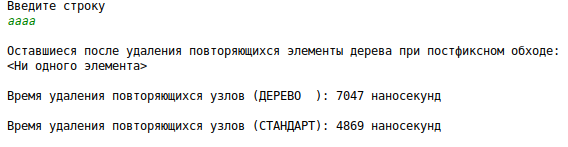 Введите строку
аааа
Оставшиеся после удаления повторяющихся элементы дерева при постфиксном обходе:
<Ни одного элемента>
Время удаления повторяющихся узлов (ДЕРЕВО  ): 7047 наносекунд
Время удаления повторяющихся узлов (СТАНДАРТ): 4869 наносекунд